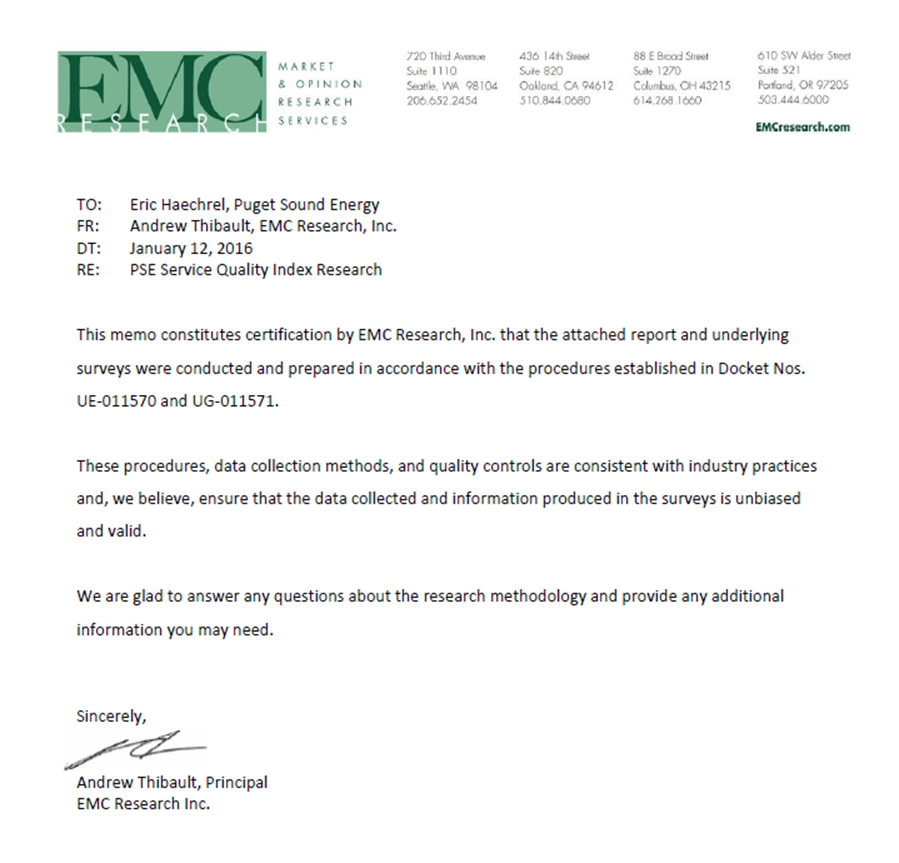 EMC
RESEARCH
MARKET
& OPINION
RESEARCH
SERVICES
720 Third Avenue
Suite 1110
Seattle, WA 98104
206.652.2454
436 14th Street
Suite 820
Oakland, CA 94612
510.844.0680
88 E Broad Street
Suite 1270
Columbus, OH 43215
614.268.1660
610 SW Alder Street
Suite 521
Portland, OR 97205
503.444.6000
EMCresearch.com
TO: Eric Haechrel, Puget Sound Energy
FR: Andrew Thibault, EMC Research, Inc.
DT: January 12, 2016
RE: PSE Service Quality Index Research
This memo constitutes certification by EMC Research, Inc. that the attached report and underlying
surveys were conducted and prepared in accordance with the procedures established in Docket Nos.
UE-011570 and UG-011571.
These procedures, data collection methods, and quality controls are consistent with industry practices
and, we believe, ensure that the data collected and information produced in the surveys is unbiased
and valid.
We are glad to answer any questions about the research methodology and provide any additional
information you may need.
Sincerely,
Andrew Thibault, Principal
EMC Research Inc.